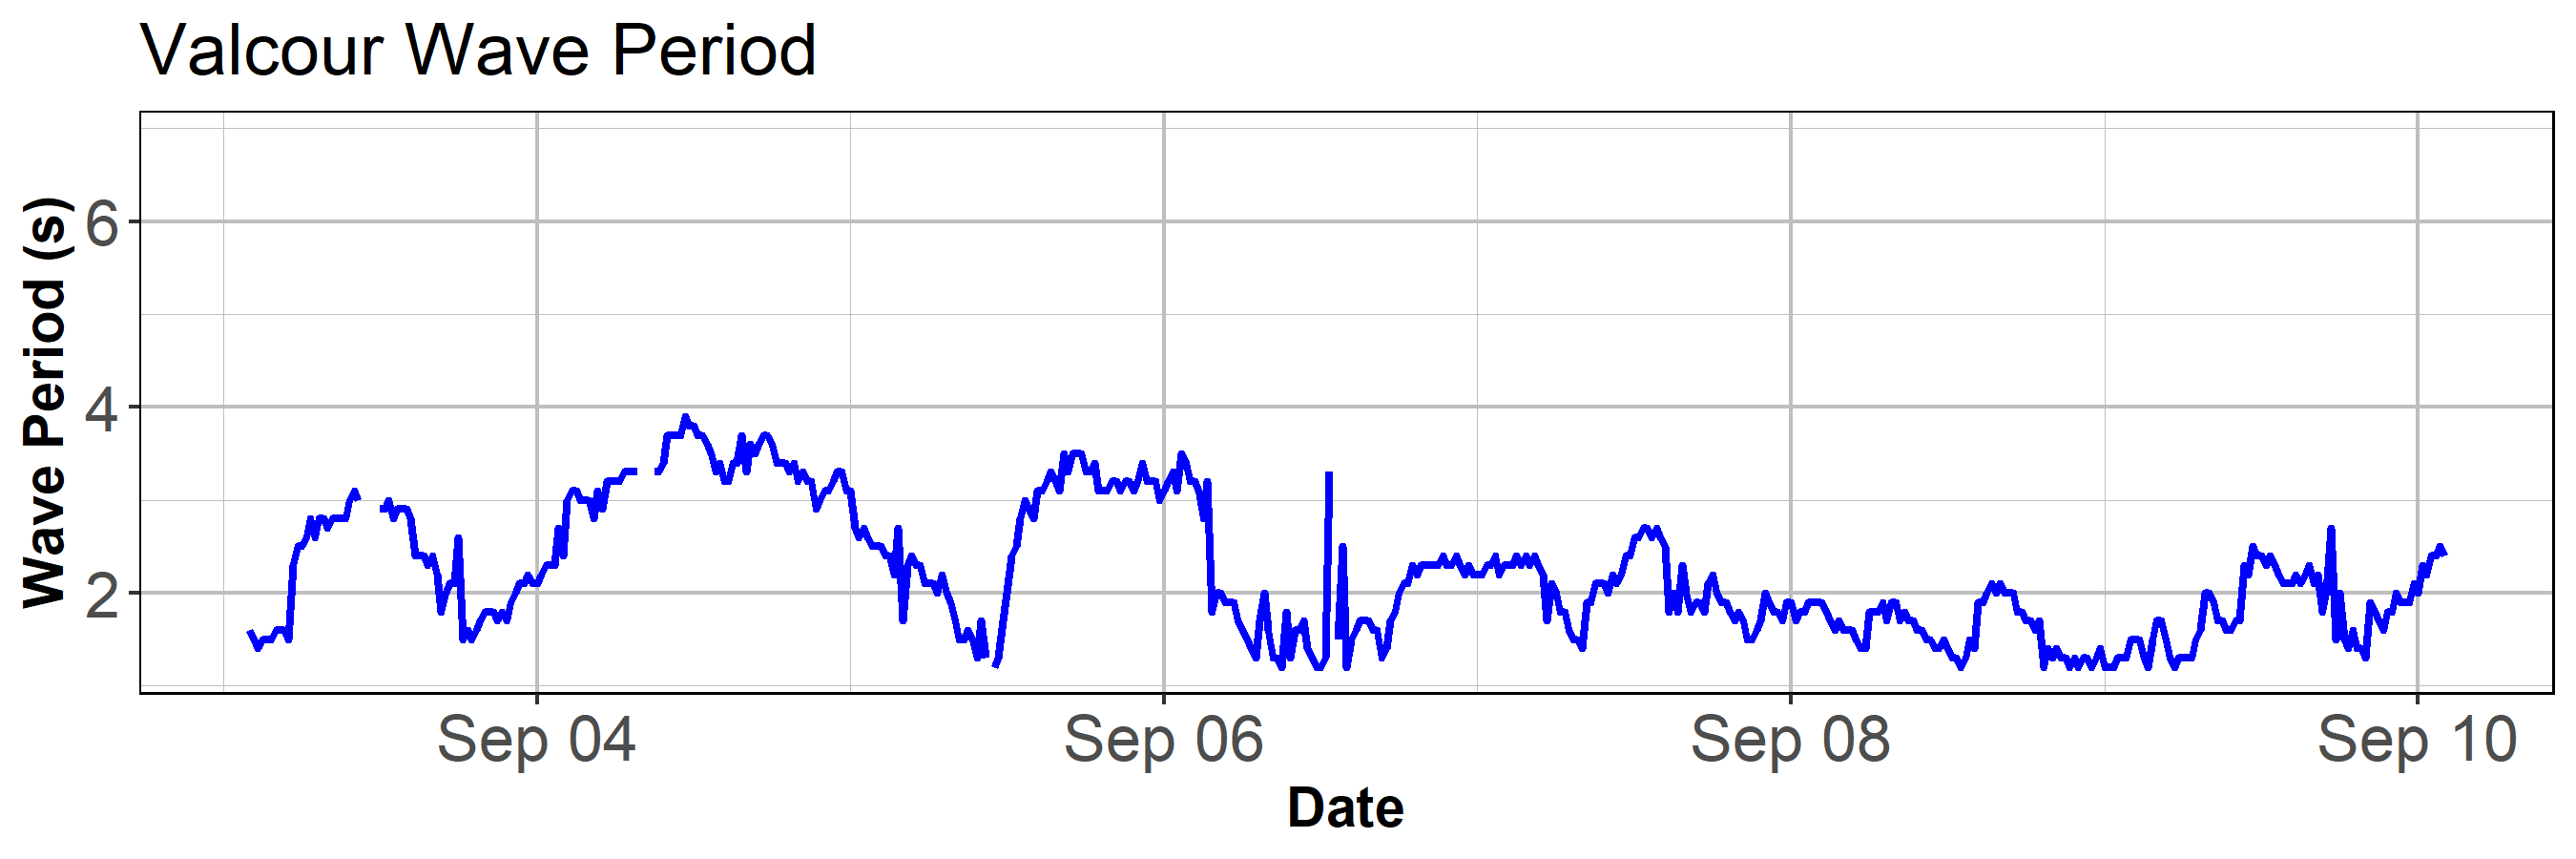 Valcour Wave Period
Wave Period (s)
6
4
2
Sep 04
Sep 06
Sep 08
Sep 10
Date